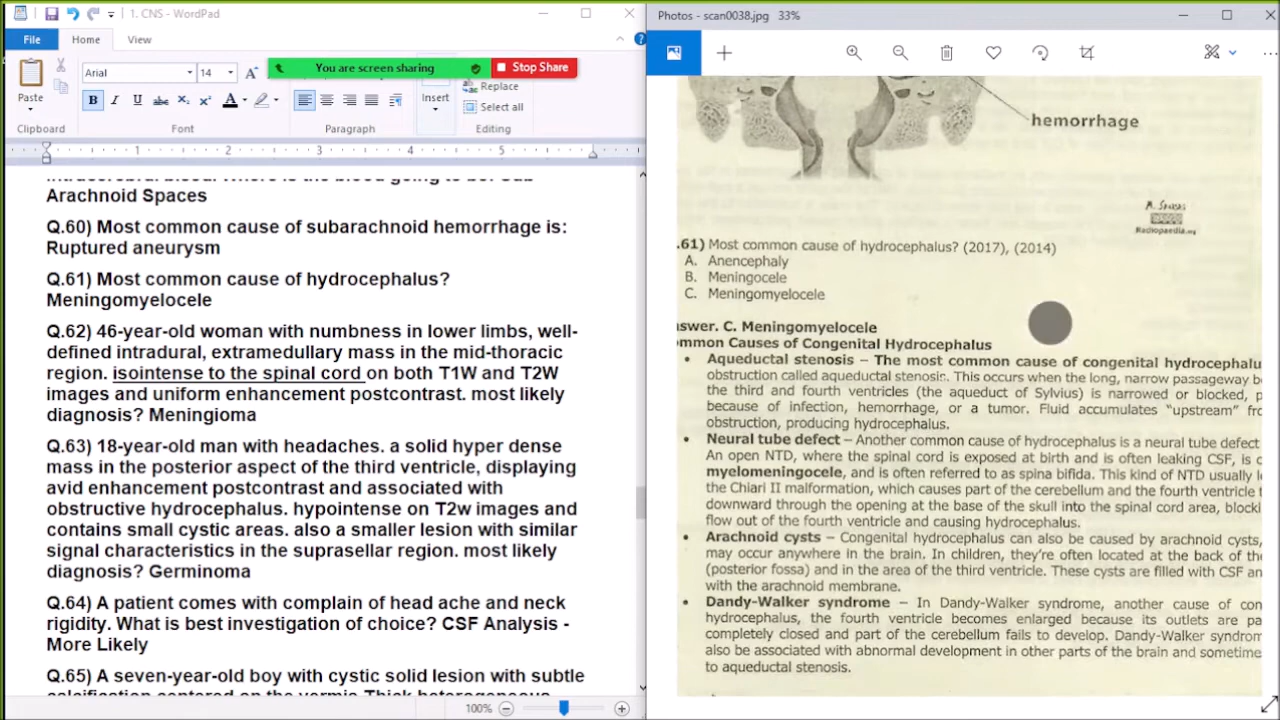 1. CNS - WordPad
File
Home
View
You are screen sharing
Stop Share
Paste
Arial
14
Insert
Replace
Select all
Clipboard
Font
Paragraph
Editing
1 2 3 4 5
Arachnoid Spaces
Q.60) Most common cause of subarachnoid hemorrhage is:
Ruptured aneurysm
Q.61) Most common cause of hydrocephalus?
Meningomyelocele
Q.62) 46-year-old woman with numbness in lower limbs, well-
defined intradural, extramedullary mass in the mid-thoracic
region. isointense to the spinal cord on both T1W and T2W
images and uniform enhancement postcontrast. most likely
diagnosis? Meningioma
Q.63) 18-year-old man with headaches. a solid hyper dense
mass in the posterior aspect of the third ventricle, displaying
avid enhancement postcontrast and associated with
obstructive hydrocephalus. hypointense on T2w images and
contains small cystic areas. also a smaller lesion with similar
signal characteristics in the suprasellar region. most likely
diagnosis? Germinoma
Q.64) A patient comes with complain of head ache and neck
rigidity. What is best investigation of choice? CSF Analysis -
More Likely
Q.65) A seven-year-old boy with cystic solid lesion with subtle
100%
Photos - scan0038.jpg 33%
hemorrhage
Radiopaedia.org
.61) Most common cause of hydrocephalus? (2017), (2014)
A. Anencephaly
B. Meningocele
C. Meningomyelocele
swer. C. Meningomyelocele
mmon Causes of Congenital Hydrocephalus
• Aqueductal stenosis – The most common cause of congenital hydrocephalu
obstruction called aqueductal stenosis. This occurs when the long, narrow passageway b
the third and fourth ventricles (the aqueduct of Sylvius) is narrowed or blocked, p
because of infection, hemorrhage, or a tumor. Fluid accumulates "upstream" fr
obstruction, producing hydrocephalus.
• Neural tube defect – Another common cause of hydrocephalus is a neural tube defect
An open NTD, where the spinal cord is exposed at birth and is often leaking CSF, is
myelomeningocele, and is often referred to as spina bifida. This kind of NTD usually l
the Chiari II malformation, which causes part of the cerebellum and the fourth ventricle
downward through the opening at the base of the skull into the spinal cord area, blocki
flow out of the fourth ventricle and causing hydrocephalus.
• Arachnoid cysts – Congenital hydrocephalus can also be caused by arachnoid cysts,
may occur anywhere in the brain. In children, they're often located at the back of the
(posterior fossa) and in the area of the third ventricle. These cysts are filled with CSF an
with the arachnoid membrane.
• Dandy-Walker syndrome – In Dandy-Walker syndrome, another cause of con
hydrocephalus, the fourth ventricle becomes enlarged because its outlets are pa
completely closed and part of the cerebellum fails to develop. Dandy-Walker syndrom
also be associated with abnormal development in other parts of the brain and sometime
to aqueductal stenosis.